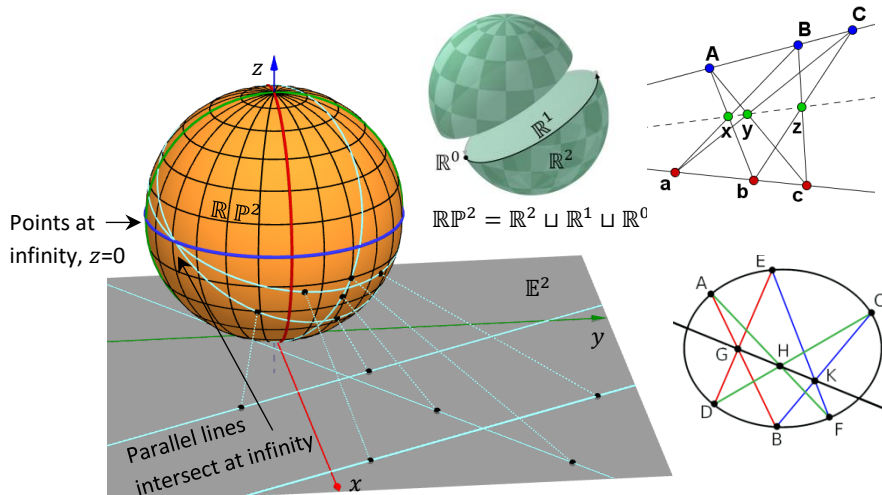 z
ℝℙ²
Points at
infinity, z=0
𝔼²
y
Parallel lines
intersect at infinity
x
ℝ¹
ℝ⁰
ℝ²
ℝℙ² = ℝ² ⊔ ℝ¹ ⊔ ℝ⁰
A B C
x y z
a b c
A E C
G H K
D B F